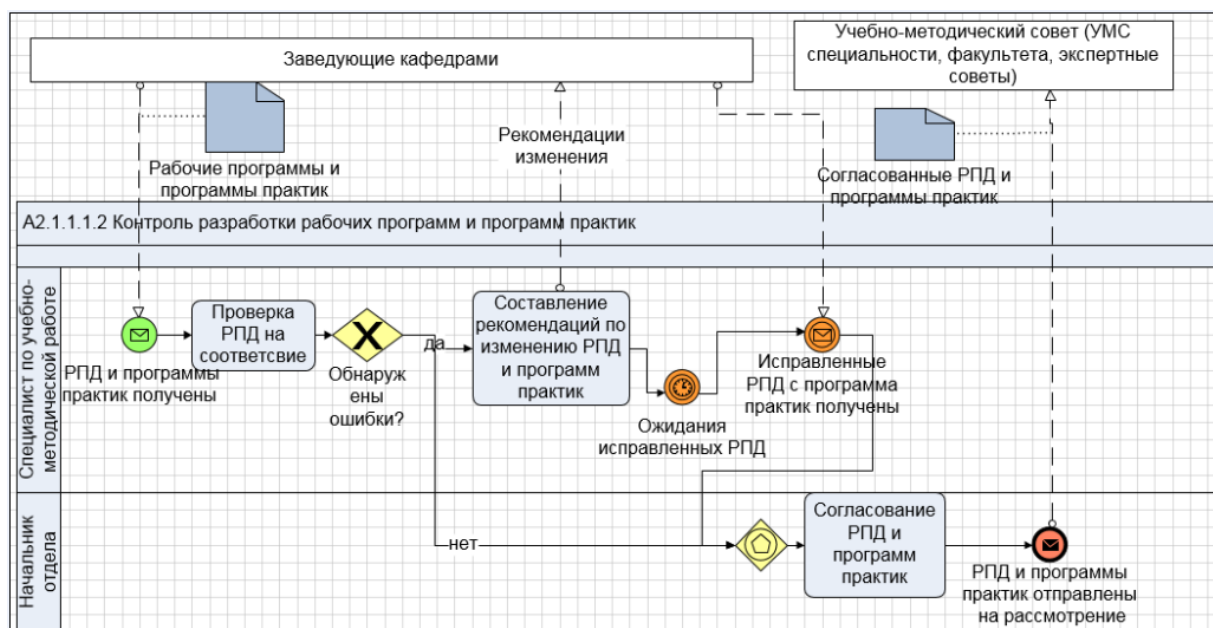 Заведующие кафедрами
Учебно-методический совет (УМС
специальности, факультета, экспертные
советы)
Рабочие программы и
программы практик
Рекомендации
изменения
Согласованные РПД и
программы практик
A2.1.1.1.2 Контроль разработки рабочих программ и программ практик
Специалист по учебно-
методической работе
РПД и программы
практик получены
Проверка
РПД на
соответсвие
Обнаруж
ены
ошибки?
да
Составление
рекомендаций по
изменению РПД
и программ
практик
Ожидания
исправленных РПД
Исправленные
РПД с программа
практик получены
Начальник
отдела
нет
Согласование
РПД и
программ
практик
РПД и программы
практик отправлены
на рассмотрение